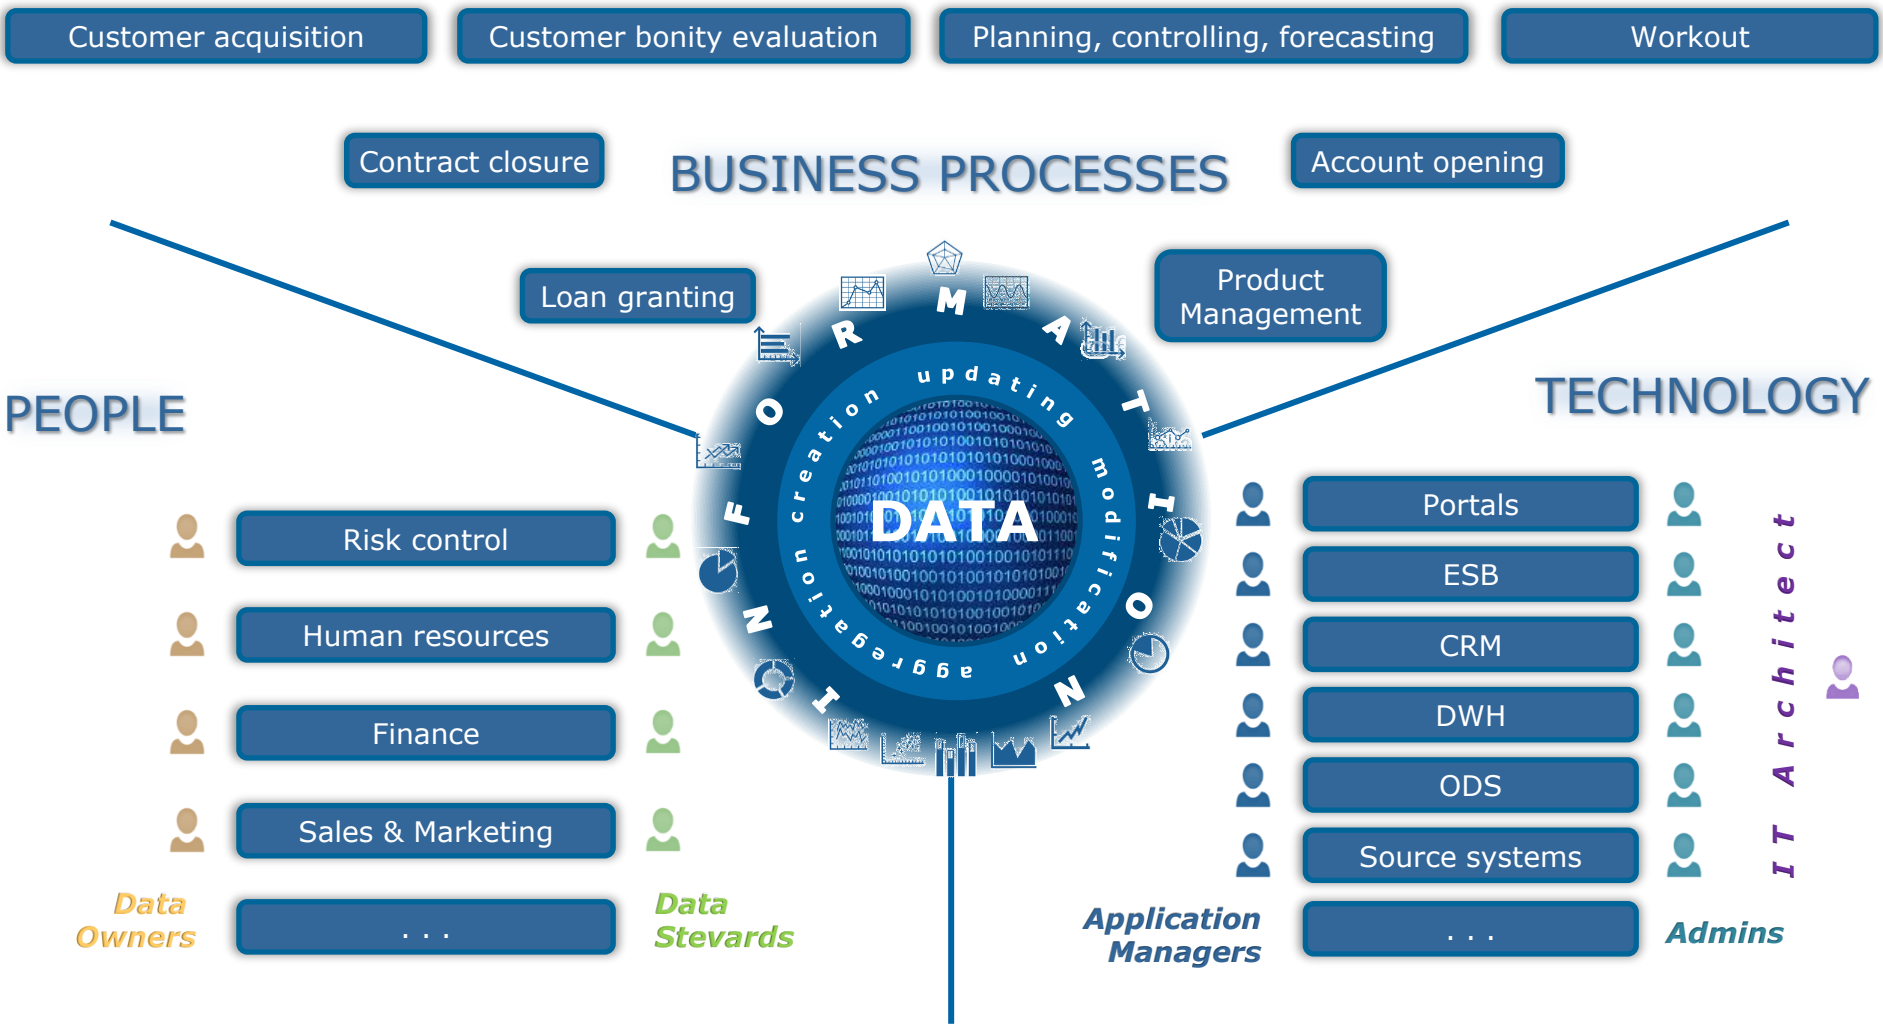 Customer acquisition
Customer bonity evaluation
Planning, controlling, forecasting
Workout
Contract closure
BUSINESS PROCESSES
Account opening
Loan granting
Product
Management
PEOPLE
TECHNOLOGY
INFORMATION
creation updating modification aggregation
DATA
Risk control
Human resources
Finance
Sales & Marketing
. . .
Data
Owners
Data
Stevards
Portals
ESB
CRM
DWH
ODS
Source systems
. . .
Application
Managers
Admins
IT Architect